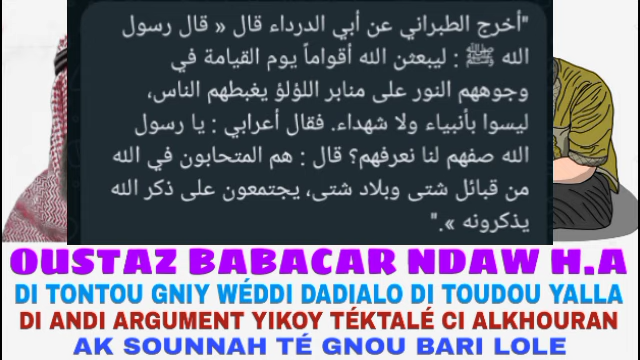 "أخرج الطبراني عن أبي الدرداء قال « قال رسول
الله ﷺ : ليبعثن الله أقواماً يوم القيامة في
وجوههم النور على منابر اللؤلؤ يغبطهم الناس،
ليسوا بأنبياء ولا شهداء. فقال أعرابي : يا رسول
الله صفهم لنا نعرفهم؟ قال : هم المتحابون في الله
من قبائل شتى وبلاد شتى، يجتمعون على ذكر الله
يذكرونه »."
OUSTAZ BABACAR NDAW H.A
DI TONTOU GNIY WÉDDI DADIALO DI TOUDOU YALLA
DI ANDI ARGUMENT YIKOY TÉKTALÉ CI ALKHOURAN
AK SOUNNAH TÉ GNOU BARI LOLE